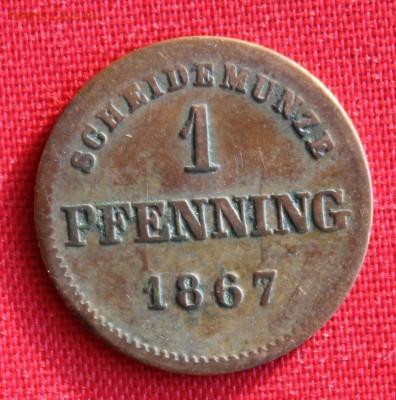 SCHEIDEMÜNZE
1
PFENNING
1867